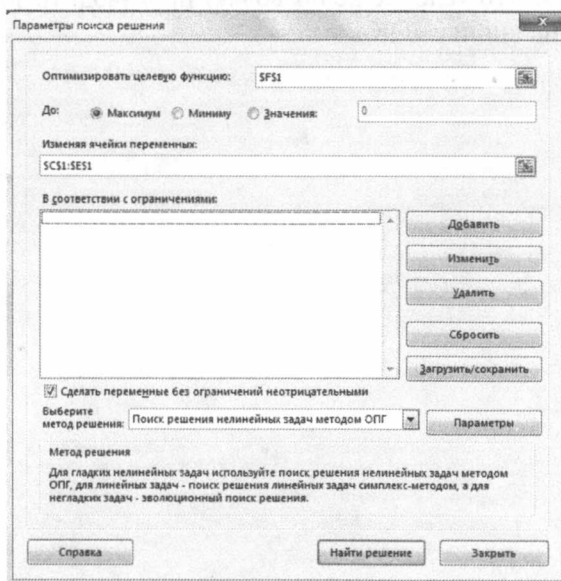 Параметры поиска решения
x
Оптимизировать целевую функцию: $F$1
До: Максимум Миниму Значения: 0
Изменяя ячейки переменных:
$C$1:$E$1
В соответствии с ограничениями:
Добавить
Изменить
Удалить
Сбросить
Загрузить/сохранить
Сделать переменные без ограничений неотрицательными
Выберите
метод решения: Поиск решения нелинейных задач методом ОПГ Параметры
Метод решения
Для гладких нелинейных задач используйте поиск решения нелинейных задач методом
ОПГ, для линейных задач - поиск решения линейных задач симплекс-методом, а для
негладких задач - эволюционный поиск решения.
Справка Найти решение Закрыть